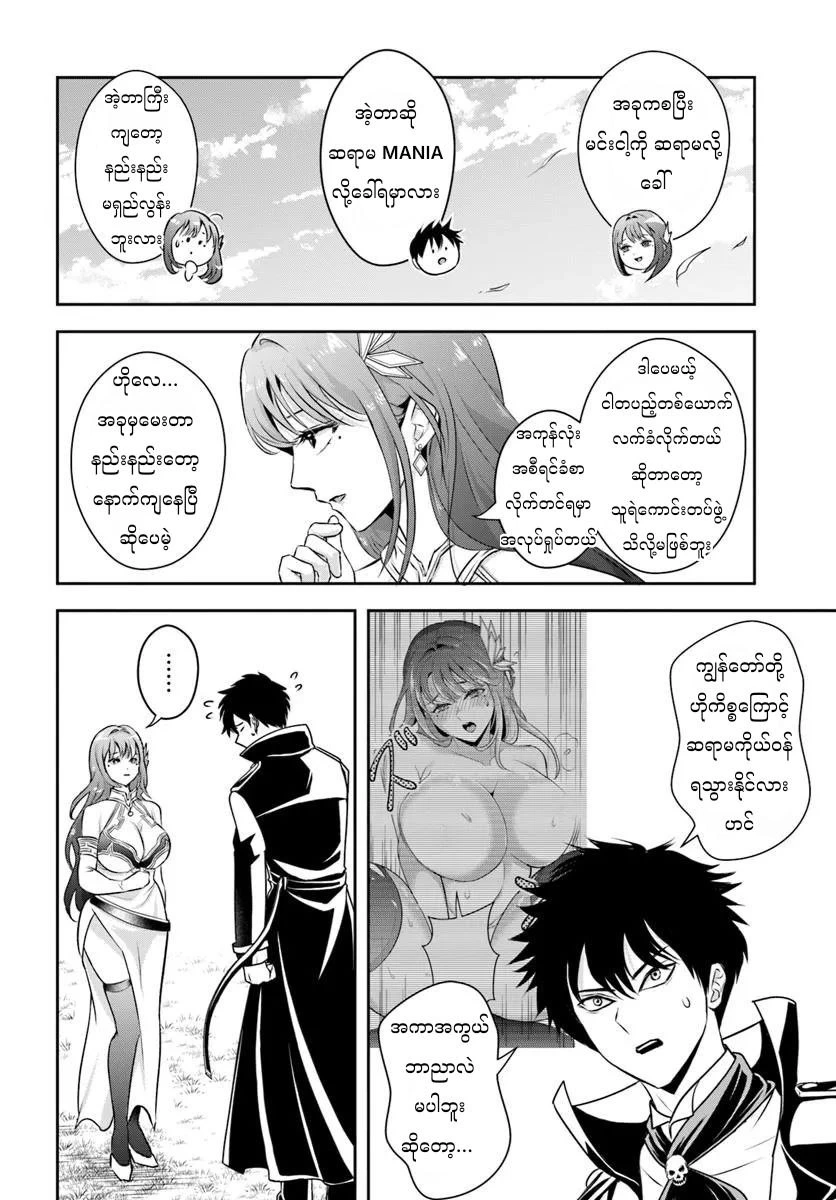 အခုကစပြီး
မင်းငါ့ကို ဆရာမလို့
ခေါ်
အဲ့တာဆို
ဆရာမ MANIA
လို့ခေါ်ရမှာလား
အဲ့တာကြီး
ကျတော့
နည်းနည်း
မရှည်လွန်း
ဘူးလား
ဒါပေမယ့်
ငါတပည့်တစ်ယောက်
လက်ခံလိုက်တယ်
ဆိုတာတော့
သူရဲကောင်းတပ်ဖွဲ့
သိလို့မဖြစ်ဘူး
အကုန်လုံး
အစီရင်ခံစာ
လိုက်တင်ရမှာ
အလုပ်ရှုပ်တယ်
ဟိုလေ...
အခုမှမေးတာ
နည်းနည်းတော့
နောက်ကျနေပြီ
ဆိုပေမဲ့
ကျွန်တော်တို့
ဟိုကိစ္စကြောင့်
ဆရာမကိုယ်ဝန်
ရသွားနိုင်လား
ဟင်
အကာအကွယ်
ဘာညာလဲ
မပါဘူး
ဆိုတော့...
......